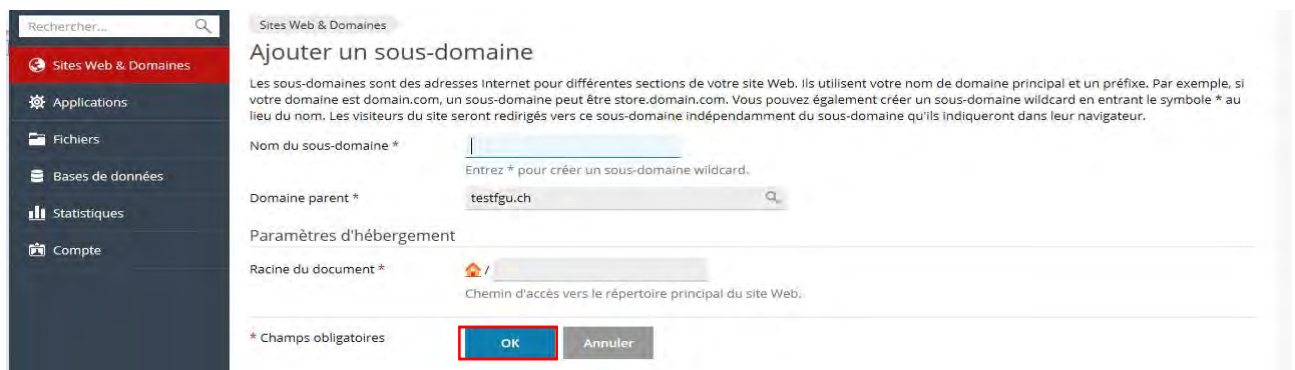 Rechercher...
Sites Web & Domaines
Applications
Fichiers
Bases de données
Statistiques
Compte
Sites Web & Domaines
Ajouter un sous-domaine
Les sous-domaines sont des adresses Internet pour différentes sections de votre site Web. Ils utilisent votre nom de domaine principal et un préfixe. Par exemple, si
votre domaine est domain.com, un sous-domaine peut être store.domain.com. Vous pouvez également créer un sous-domaine wildcard en entrant le symbole * au
lieu du nom. Les visiteurs du site seront redirigés vers ce sous-domaine indépendamment du sous-domaine qu'ils indiqueront dans leur navigateur.
Nom du sous-domaine *
Entrez * pour créer un sous-domaine wildcard.
Domaine parent * testfgu.ch
Paramètres d'hébergement
Racine du document * /
Chemin d'accès vers le répertoire principal du site Web.
* Champs obligatoires OK Annuler